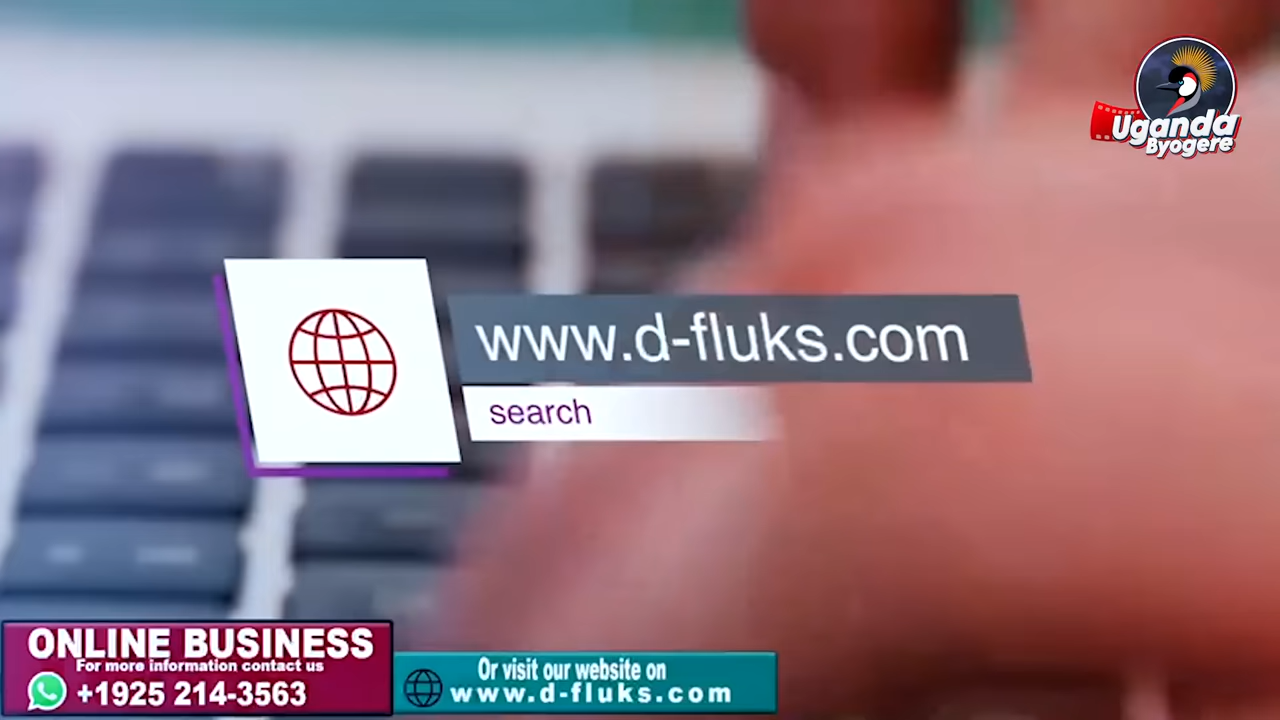 Uganda
Byogere
www.d-fluks.com
search
ONLINE BUSINESS
For more information contact us
+1925 214-3563
Or visit our website on
www.d-fluks.com